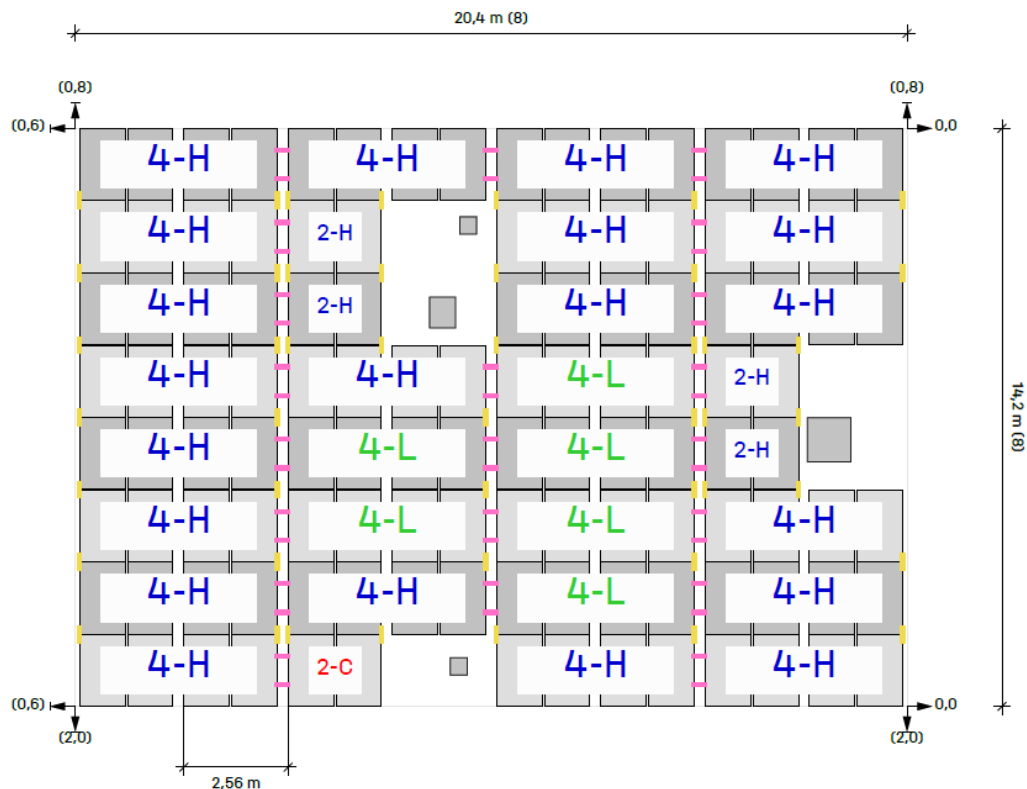 20,4 m (8)
(0,8) (0,8)
(0,6) 0,0
4-H 4-H 4-H 4-H
4-H 2-H 4-H 4-H
4-H 2-H 4-H 4-H
4-H 4-H 4-L 2-H
14,2 m (8)
4-H 4-L 4-L 2-H
4-H 4-L 4-L 4-H
4-H 4-H 4-L 4-H
4-H 2-C 4-H 4-H
(0,6) 0,0
(2,0) (2,0)
2,56 m